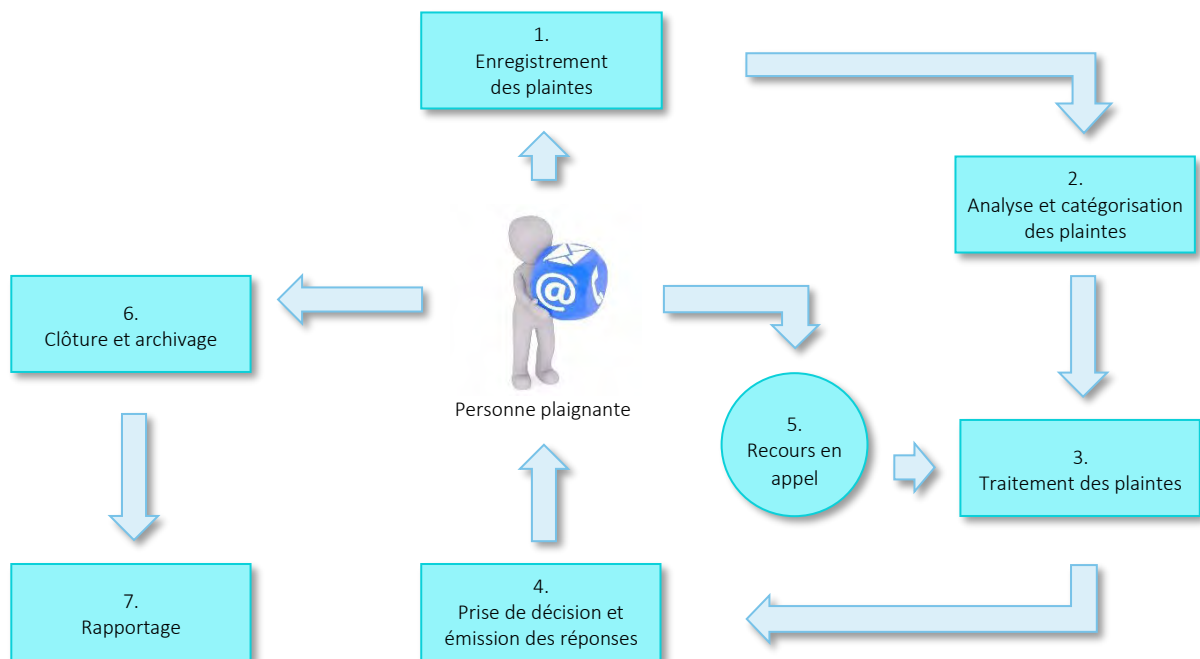 1.
Enregistrement
des plaintes
2.
Analyse et catégorisation
des plaintes
6.
Clôture et archivage
@
Personne plaignante
5.
Recours en
appel
3.
Traitement des plaintes
4.
Prise de décision et
émission des réponses
7.
Rapportage